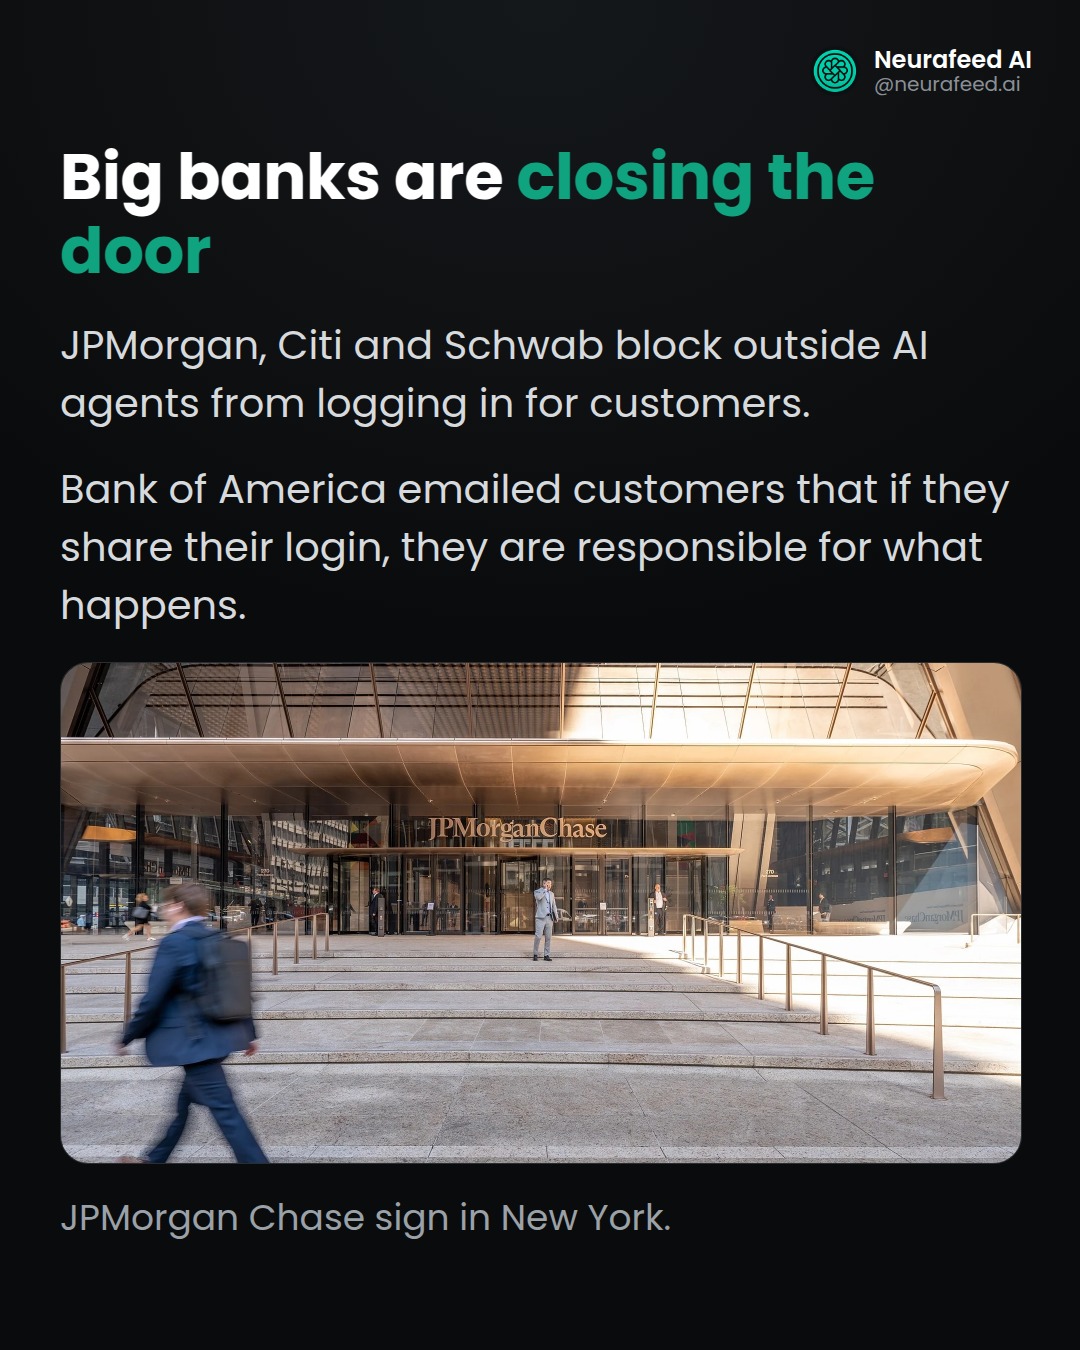 Neurafeed AI
@neurafeed.ai
Big banks are closing the
door
JPMorgan, Citi and Schwab block outside AI
agents from logging in for customers.
Bank of America emailed customers that if they
share their login, they are responsible for what
happens.
JPMorganChase
JPMorgan Chase sign in New York.